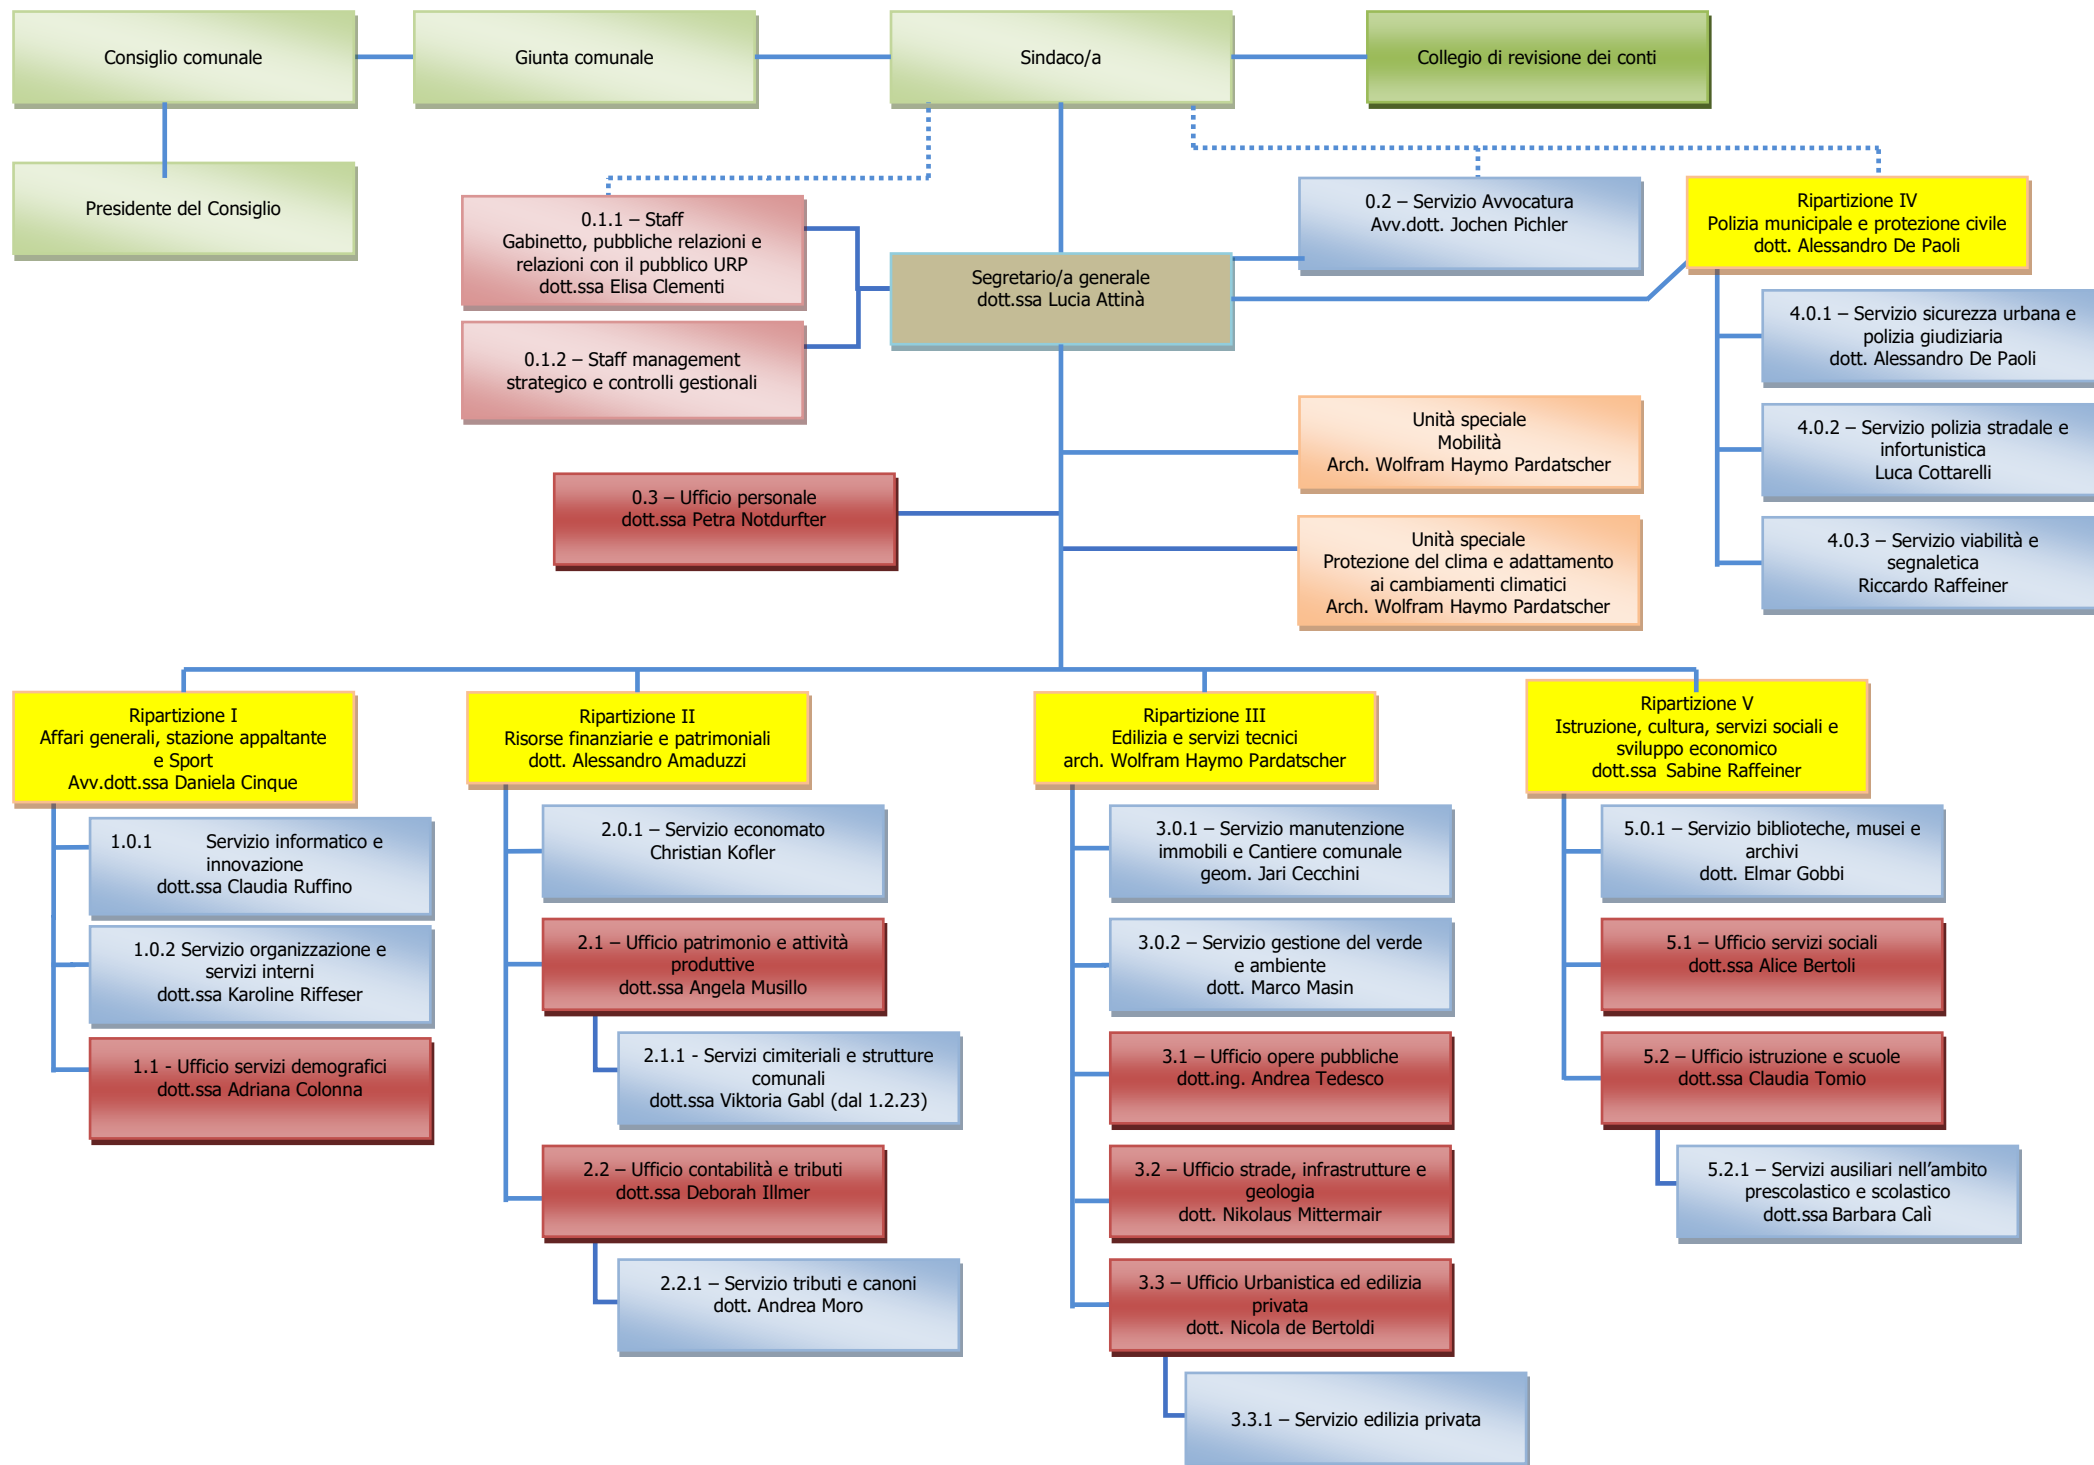 Consiglio comunale
Giunta comunale
Sindaco/a
Collegio di revisione dei conti
Presidente del Consiglio
0.1.1 – Staff
Gabinetto, pubbliche relazioni e
relazioni con il pubblico URP
dott.ssa Elisa Clementi
0.2 – Servizio Avvocatura
Avv.dott. Jochen Pichler
Ripartizione IV
Polizia municipale e protezione civile
dott. Alessandro De Paoli
Segretario/a generale
dott.ssa Lucia Attinà
0.1.2 – Staff management
strategico e controlli gestionali
4.0.1 – Servizio sicurezza urbana e
polizia giudiziaria
dott. Alessandro De Paoli
Unità speciale
Mobilità
Arch. Wolfram Haymo Pardatscher
4.0.2 – Servizio polizia stradale e
infortunistica
Luca Cottarelli
0.3 – Ufficio personale
dott.ssa Petra Notdurfter
Unità speciale
Protezione del clima e adattamento
ai cambiamenti climatici
Arch. Wolfram Haymo Pardatscher
4.0.3 – Servizio viabilità e
segnaletica
Riccardo Raffeiner
Ripartizione I
Affari generali, stazione appaltante
e Sport
Avv.dott.ssa Daniela Cinque
Ripartizione II
Risorse finanziarie e patrimoniali
dott. Alessandro Amaduzzi
Ripartizione III
Edilizia e servizi tecnici
arch. Wolfram Haymo Pardatscher
Ripartizione V
Istruzione, cultura, servizi sociali e
sviluppo economico
dott.ssa Sabine Raffeiner
1.0.1 Servizio informatico e
innovazione
dott.ssa Claudia Ruffino
1.0.2 Servizio organizzazione e
servizi interni
dott.ssa Karoline Riffeser
1.1 - Ufficio servizi demografici
dott.ssa Adriana Colonna
2.0.1 – Servizio economato
Christian Kofler
2.1 – Ufficio patrimonio e attività
produttive
dott.ssa Angela Musillo
2.1.1 - Servizi cimiteriali e strutture
comunali
dott.ssa Viktoria Gabl (dal 1.2.23)
2.2 – Ufficio contabilità e tributi
dott.ssa Deborah Illmer
2.2.1 – Servizio tributi e canoni
dott. Andrea Moro
3.0.1 – Servizio manutenzione
immobili e Cantiere comunale
geom. Jari Cecchini
3.0.2 – Servizio gestione del verde
e ambiente
dott. Marco Masin
3.1 – Ufficio opere pubbliche
dott.ing. Andrea Tedesco
3.2 – Ufficio strade, infrastrutture e
geologia
dott. Nikolaus Mittermair
3.3 – Ufficio Urbanistica ed edilizia
privata
dott. Nicola de Bertoldi
3.3.1 – Servizio edilizia privata
5.0.1 – Servizio biblioteche, musei e
archivi
dott. Elmar Gobbi
5.1 – Ufficio servizi sociali
dott.ssa Alice Bertoli
5.2 – Ufficio istruzione e scuole
dott.ssa Claudia Tomio
5.2.1 – Servizi ausiliari nell'ambito
prescolastico e scolastico
dott.ssa Barbara Calì